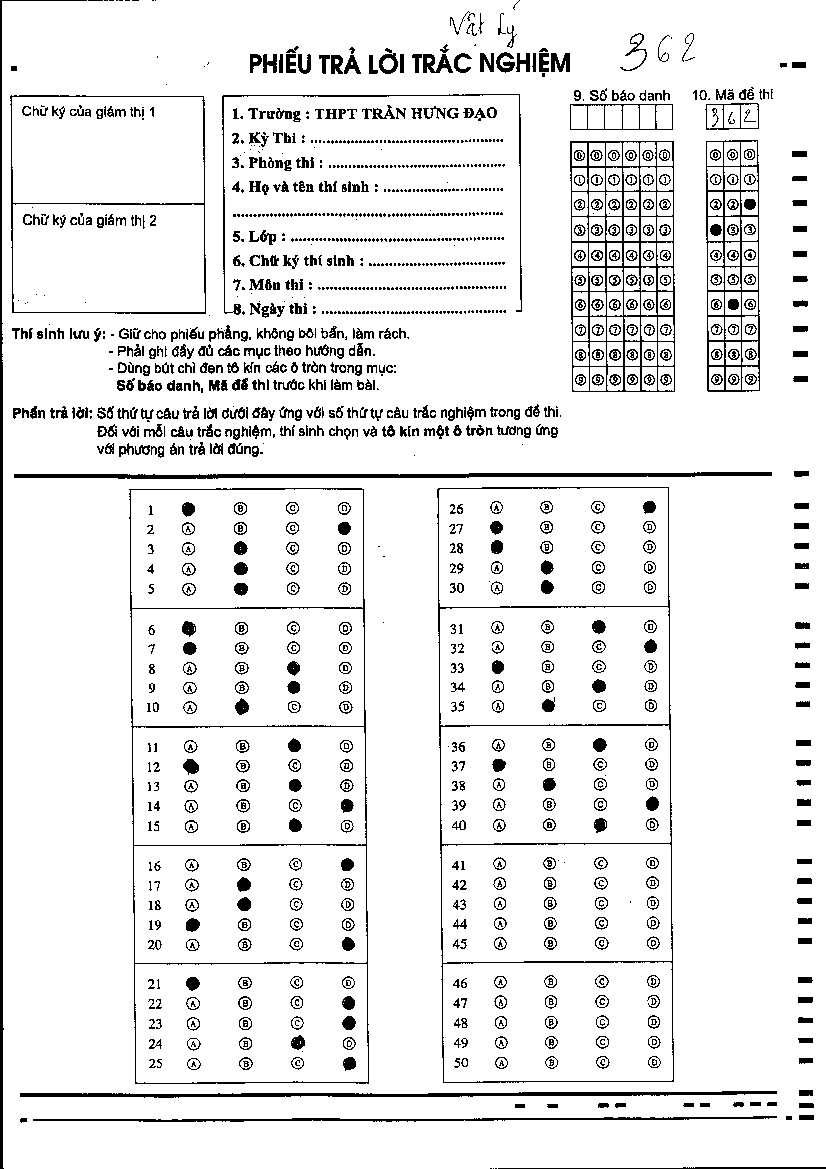 Vật Lý
362
PHIẾU TRẢ LỜI TRẮC NGHIỆM
Chữ ký của giám thị 1
Chữ ký của giám thị 2
1. Trường : THPT TRẦN HƯNG ĐẠO
2. Kỳ Thi : ...............................................
3. Phòng thi : ...........................................
4. Họ và tên thí sinh : .............................
.................................................................
5. Lớp : ....................................................
6. Chữ ký thí sinh : .................................
7. Môn thi : .............................................
8. Ngày thi : ............................................
9. Số báo danh
10. Mã đề thi
3 6 2
0 0 0 0 0 0 0 0 0
1 1 1 1 1 1 1 1 1
2 2 2 2 2 2 2 2
3 3 3 3 3 3 3 3
4 4 4 4 4 4 4 4 4
5 5 5 5 5 5 5 5 5
6 6 6 6 6 6 6 6
7 7 7 7 7 7 7 7 7
8 8 8 8 8 8 8 8 8
9 9 9 9 9 9 9 9 9
Thí sinh lưu ý: - Giữ cho phiếu phẳng, không bôi bẩn, làm rách.
- Phải ghi đầy đủ các mục theo hướng dẫn.
- Dùng bút chì đen tô kín các ô tròn trong mục:
Số báo danh, Mã đề thi trước khi làm bài.
Phần trả lời: Số thứ tự câu trả lời dưới đây ứng với số thứ tự câu trắc nghiệm trong đề thi.
Đối với mỗi câu trắc nghiệm, thí sinh chọn và tô kín một ô tròn tương ứng
với phương án trả lời đúng.
1 B C D
2 A B C
3 A C D
4 A C D
5 A C D
6 B C D
7 B C D
8 A B D
9 A B D
10 A C D
11 A B D
12 B C D
13 A B D
14 A B C
15 A B D
16 A B C
17 A C D
18 A C D
19 B C D
20 A B C
21 B C D
22 A B C
23 A B C
24 A B D
25 A B C
26 A B C
27 B C D
28 B C D
29 A C D
30 A C D
31 A B D
32 A B C
33 B C D
34 A B D
35 A C D
36 A B D
37 B C D
38 A C D
39 A B C
40 A B D
41 A B C D
42 A B C D
43 A B C D
44 A B C D
45 A B C D
46 A B C D
47 A B C D
48 A B C D
49 A B C D
50 A B C D